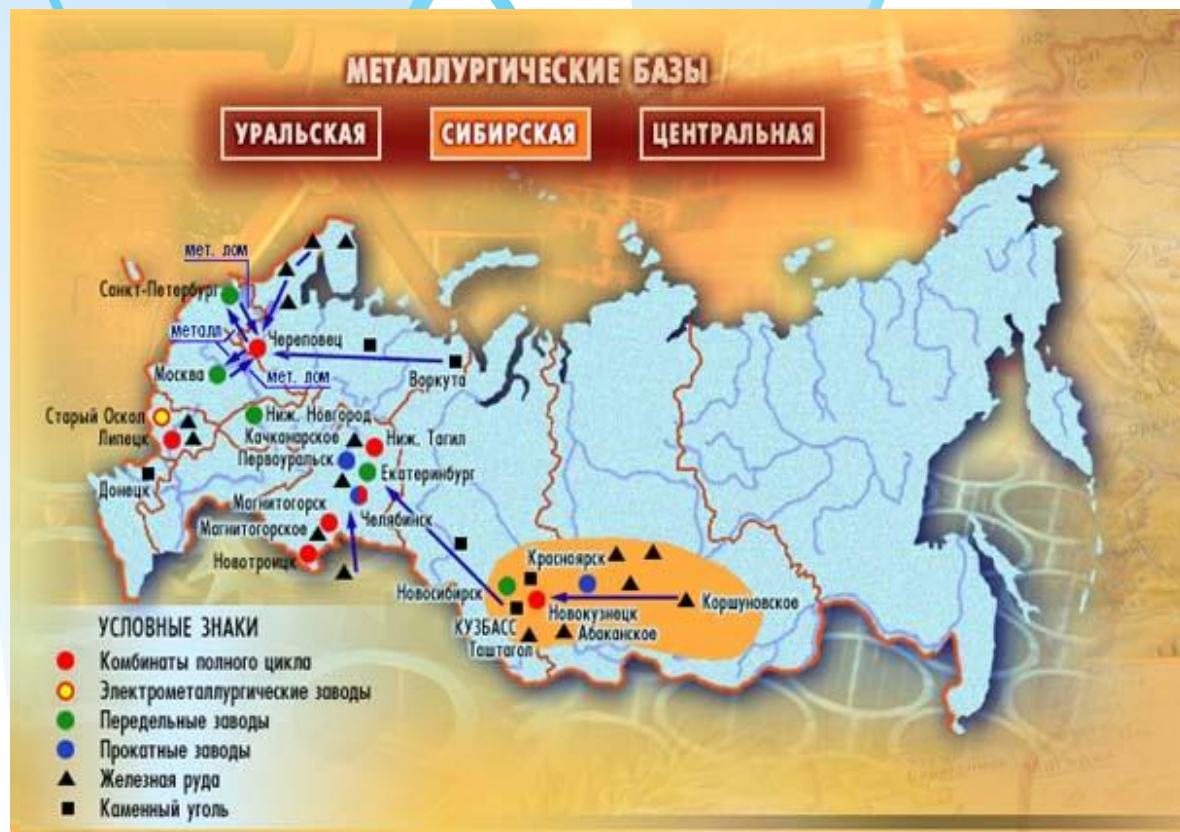 МЕТАЛЛУРГИЧЕСКИЕ БАЗЫ
УРАЛЬСКАЯ
СИБИРСКАЯ
ЦЕНТРАЛЬНАЯ
мет. лом
Санкт-Петербург
металл
Череповец
Москва
мет. лом
Воркута
Старый Оскол
Ниж. Новгород
Липецк
Качканарское
Ниж. Тагил
Первоуральск
Екатеринбург
Донецк
Магнитогорск
Челябинск
Магнитогорское
Новотроицк
Красноярск
Новосибирск
Новокузнецк
Коршуновское
КУЗБАСС
Абаканское
Таштагол
УСЛОВНЫЕ ЗНАКИ
Комбинаты полного цикла
Электрометаллургические заводы
Передельные заводы
Прокатные заводы
Железная руда
Каменный уголь